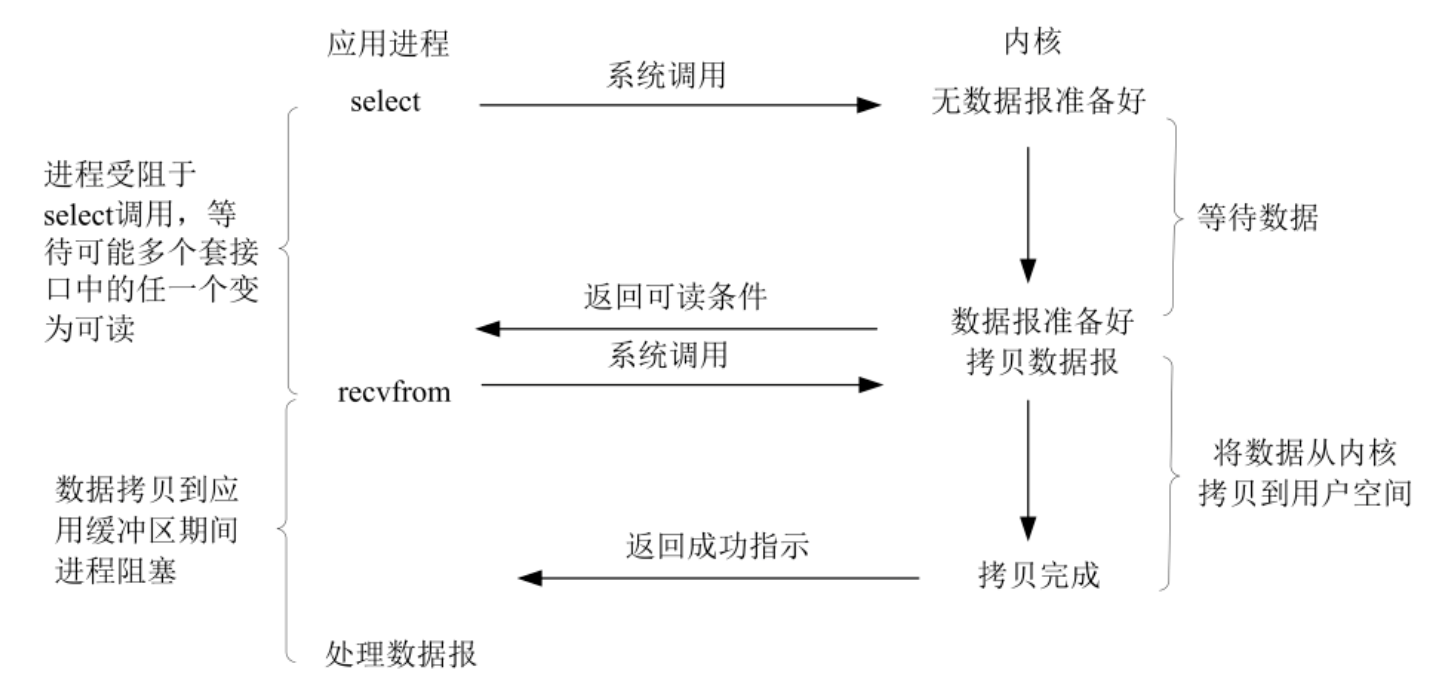 应用进程
内核
系统调用
select
无数据报准备好
进程受阻于
select调用，等
待可能多个套接
口中的任一个变
为可读
等待数据
返回可读条件
数据报准备好
系统调用
拷贝数据报
recvfrom
数据拷贝到应
用缓冲区期间
进程阻塞
将数据从内核
拷贝到用户空间
返回成功指示
拷贝完成
处理数据报